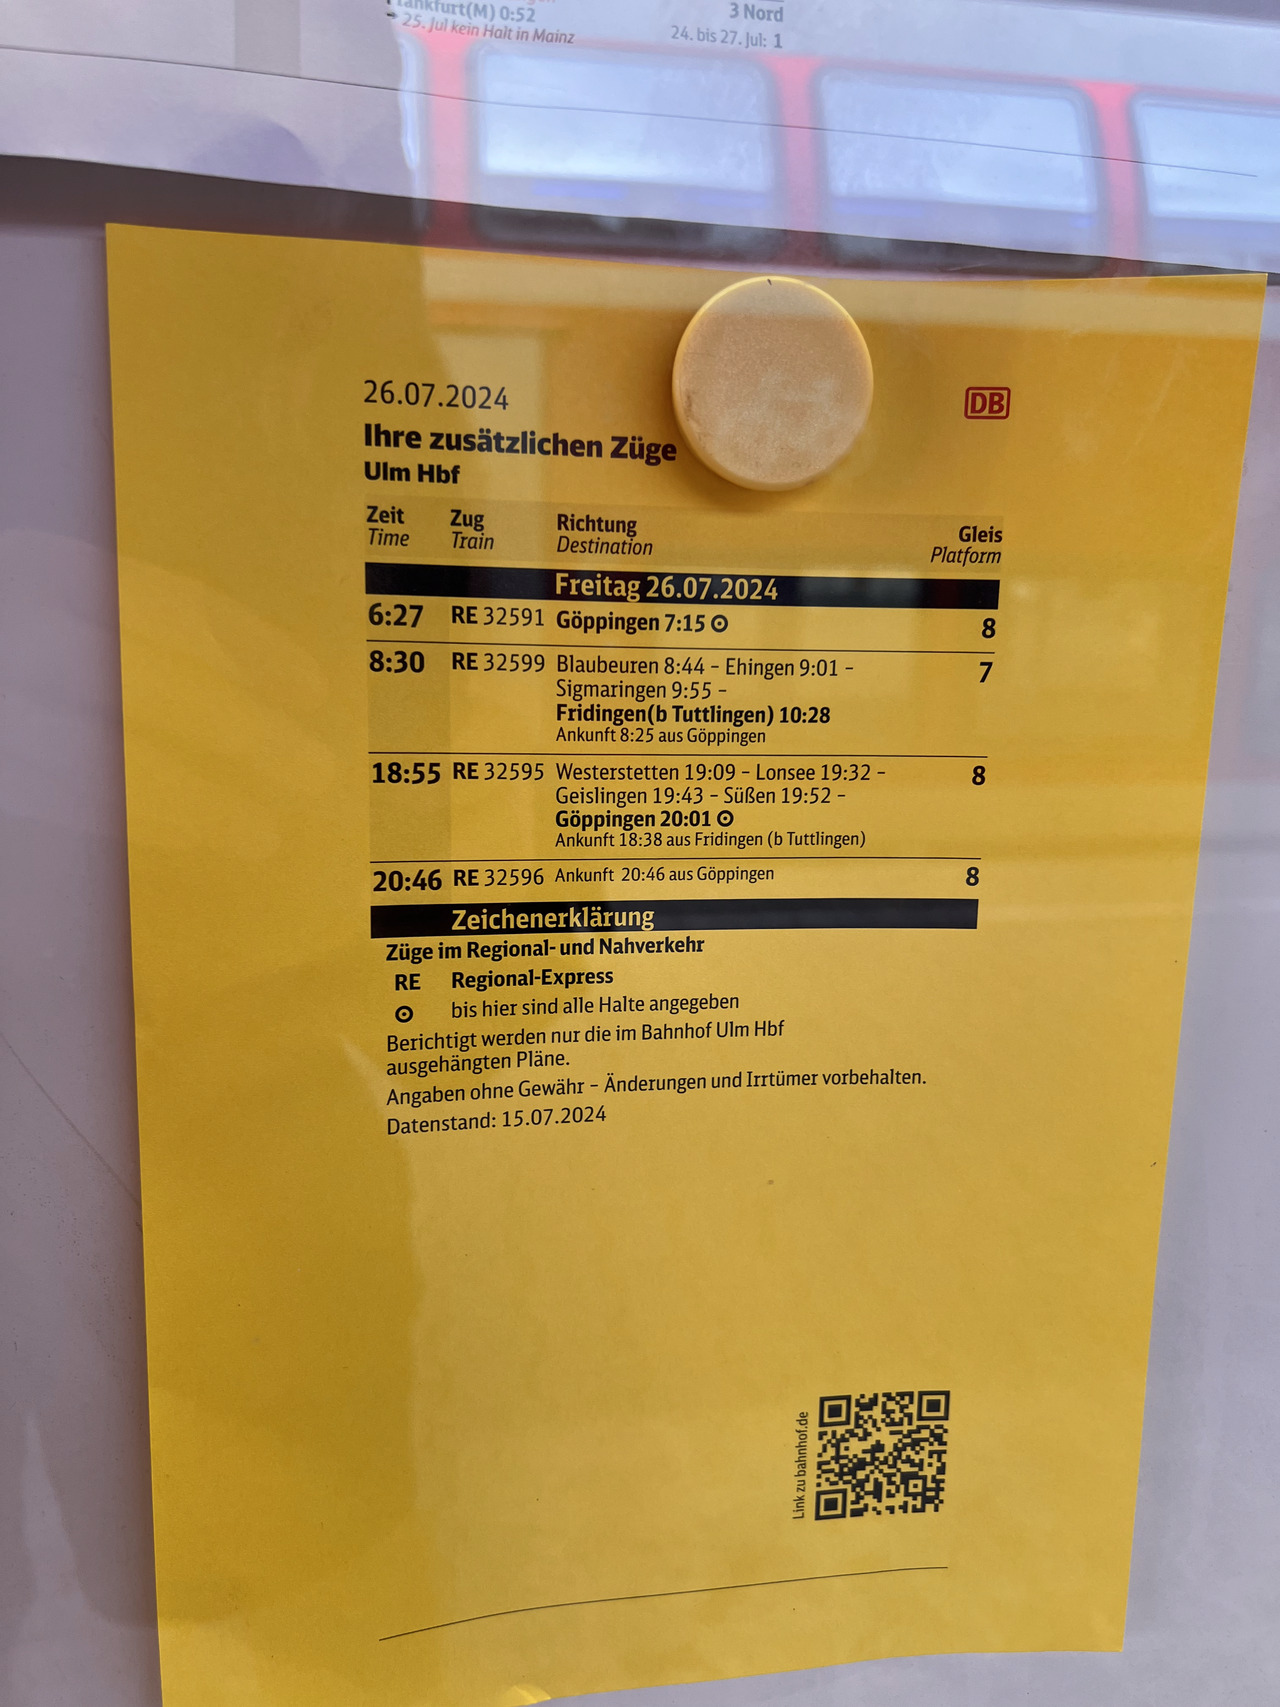 Frankfurt(M) 0:52
25. Jul kein Halt in Mainz
3 Nord
24. bis 27. Jul: 1
26.07.2024
DB
Ihre zusätzlichen Züge
Ulm Hbf
Zeit Zug Richtung Gleis
Time Train Destination Platform
Freitag 26.07.2024
6:27 RE 32591 Göppingen 7:15 ⊙ 8
8:30 RE 32599 Blaubeuren 8:44 – Ehingen 9:01 – 7
Sigmaringen 9:55 –
Fridingen(b Tuttlingen) 10:28
Ankunft 8:25 aus Göppingen
18:55 RE 32595 Westerstetten 19:09 – Lonsee 19:32 – 8
Geislingen 19:43 – Süßen 19:52 –
Göppingen 20:01 ⊙
Ankunft 18:38 aus Fridingen (b Tuttlingen)
20:46 RE 32596 Ankunft 20:46 aus Göppingen 8
Zeichenerklärung
Züge im Regional- und Nahverkehr
RE Regional-Express
⊙ bis hier sind alle Halte angegeben
Berichtigt werden nur die im Bahnhof Ulm Hbf
ausgehängten Pläne.
Angaben ohne Gewähr – Änderungen und Irrtümer vorbehalten.
Datenstand: 15.07.2024
Link zu bahnhof.de